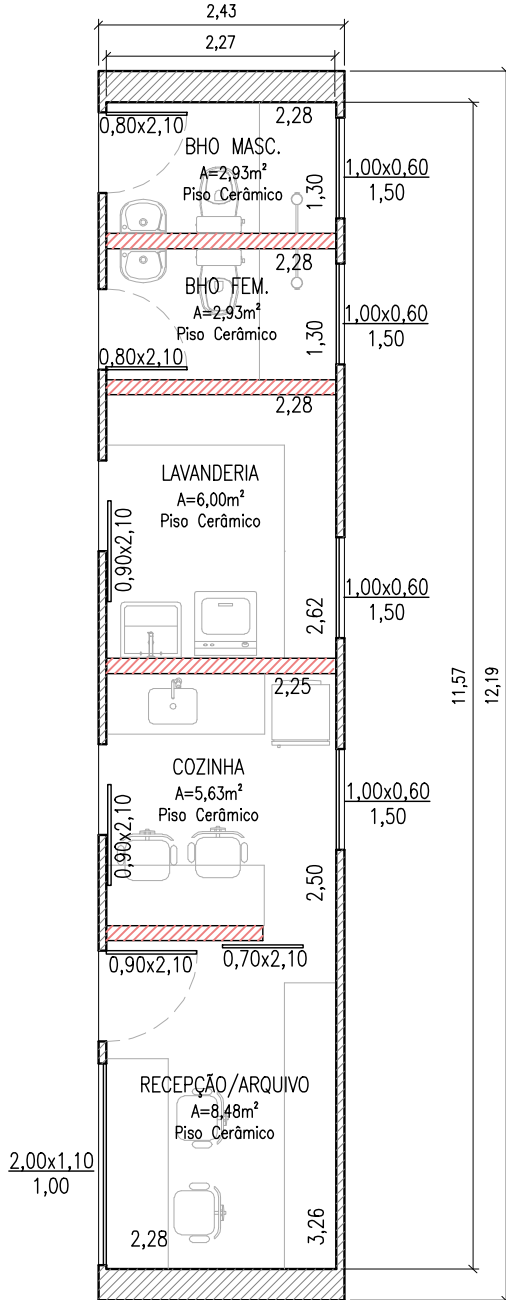 2,43
2,27
0,80x2,10
2,28
BHO MASC.
A=2,93m²
Piso Cerâmico
1,30
1,00x0,60
1,50
2,28
BHO FEM.
A=2,93m²
Piso Cerâmico
1,30
1,00x0,60
1,50
0,80x2,10
2,28
LAVANDERIA
A=6,00m²
Piso Cerâmico
0,90x2,10
2,62
1,00x0,60
1,50
2,25
11,57
12,19
COZINHA
A=5,63m²
Piso Cerâmico
0,90x2,10
2,50
1,00x0,60
1,50
0,90x2,10
0,70x2,10
RECEPÇÃO/ARQUIVO
A=8,48m²
Piso Cerâmico
2,00x1,10
1,00
2,28
3,26